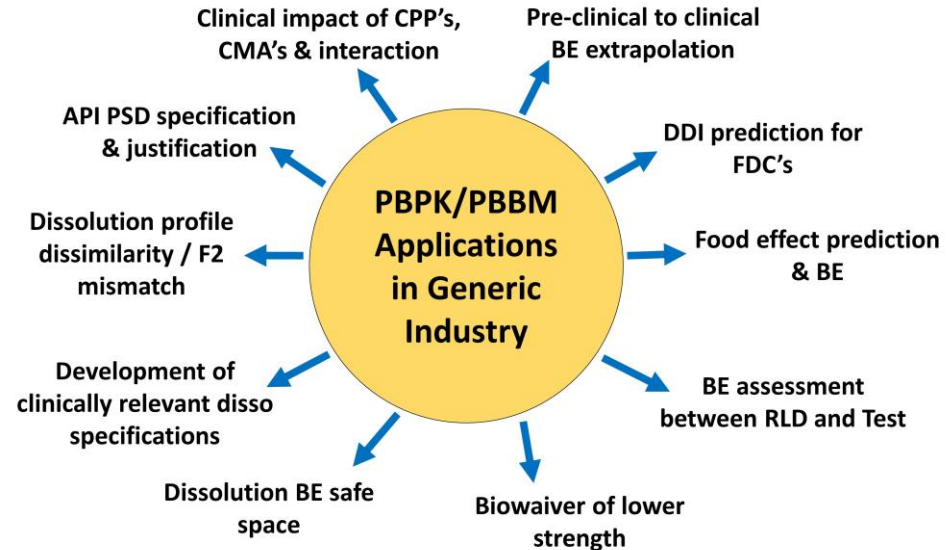 Clinical impact of CPP's,
CMA's & interaction
Pre-clinical to clinical
BE extrapolation
API PSD specification
& justification
DDI prediction for
FDC's
PBPK/PBBM
Applications
in Generic
Industry
Dissolution profile
dissimilarity / F2
mismatch
Food effect prediction
& BE
Development of
clinically relevant disso
specifications
BE assessment
between RLD and Test
Dissolution BE safe
space
Biowaiver of lower
strength